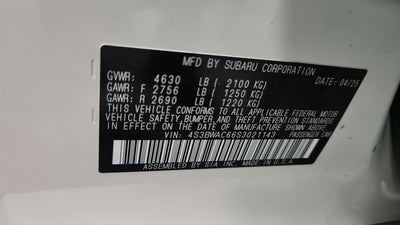 MFD BY SUBARU CORPORATION
GVWR: 4630 LB ( 2100 KG) DATE 04/25
GAWR: F 2756 LB ( 1250 KG)
GAWR: R 2690 LB ( 1220 KG)
THIS VEHICLE CONFORMS TO ALL APPLICABLE FEDERAL MOTOR
VEHICLE SAFETY, BUMPER, AND THEFT PREVENTION STANDARDS
IN EFFECT ON THE DATE OF MANUFACTURE SHOWN ABOVE.
4S3BWAC66S3021143 PASSENGER CAR
BY SIA INC. MADE IN U.S.A.